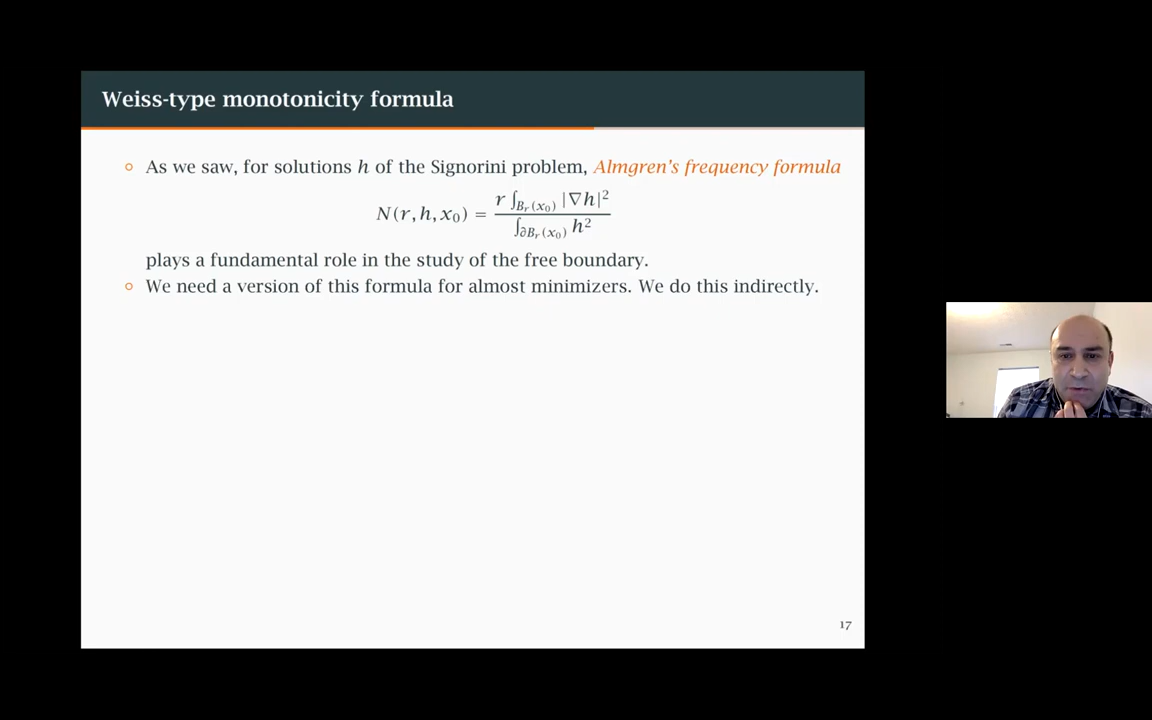 Weiss-type monotonicity formula
As we saw, for solutions h of the Signorini problem, Almgren's frequency formula
N(r, h, x₀) = r ∫_{B_r(x₀)} |∇h|² / ∫_{∂B_r(x₀)} h²
plays a fundamental role in the study of the free boundary.
We need a version of this formula for almost minimizers. We do this indirectly.
17